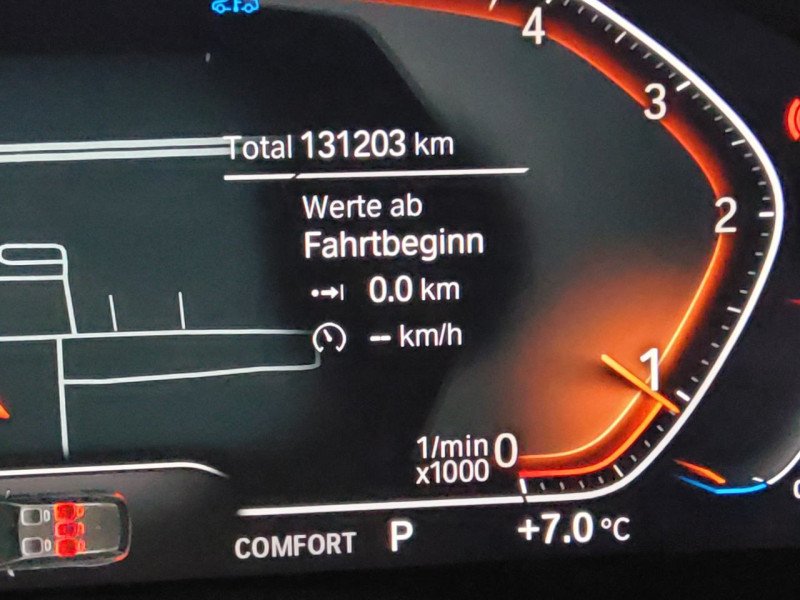 4
3
Total 131203 km
Werte ab
2
Fahrtbeginn
0.0 km
-- km/h
1
1/min 0
x1000
COMFORT P +7.0 °C